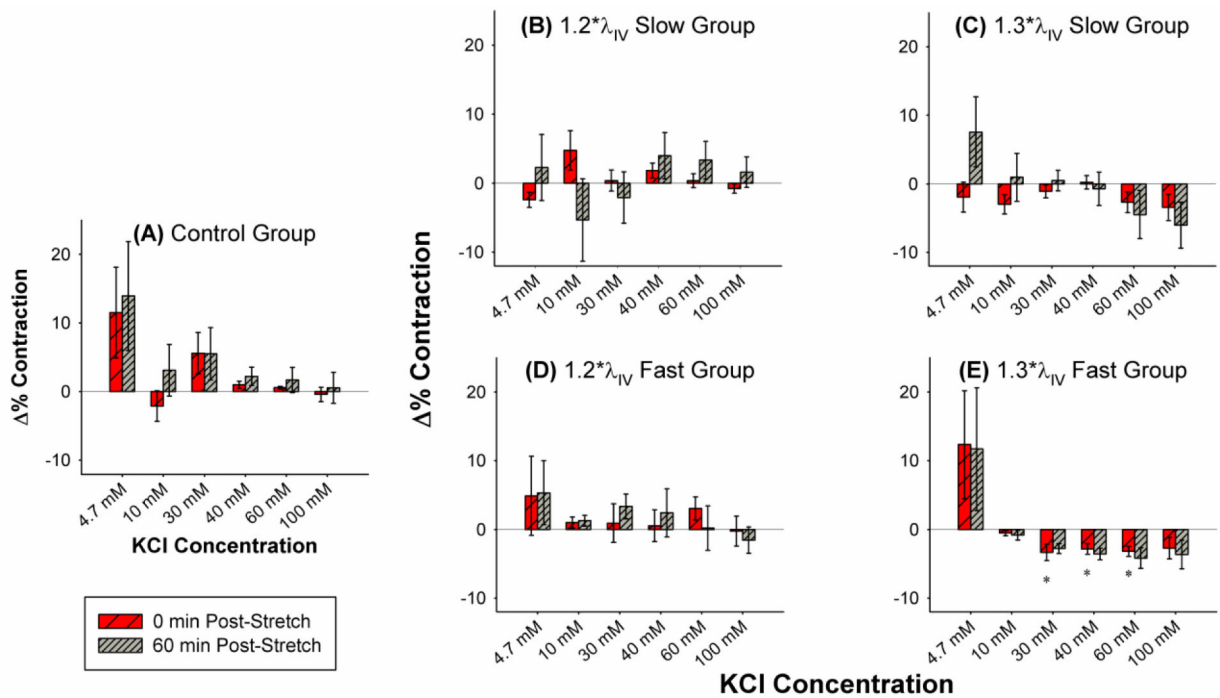 (A) Control Group
Δ% Contraction
20
10
0
-10
4.7 mM
10 mM
30 mM
40 mM
60 mM
100 mM
KCl Concentration
0 min Post-Stretch
60 min Post-Stretch
(B) 1.2*λIV Slow Group
Δ% Contraction
20
10
0
-10
4.7 mM
10 mM
30 mM
40 mM
60 mM
100 mM
(C) 1.3*λIV Slow Group
20
10
0
-10
4.7 mM
10 mM
30 mM
40 mM
60 mM
100 mM
(D) 1.2*λIV Fast Group
20
10
0
-10
4.7 mM
10 mM
30 mM
40 mM
60 mM
100 mM
(E) 1.3*λIV Fast Group
20
10
0
-10
* * *
4.7 mM
10 mM
30 mM
40 mM
60 mM
100 mM
KCl Concentration